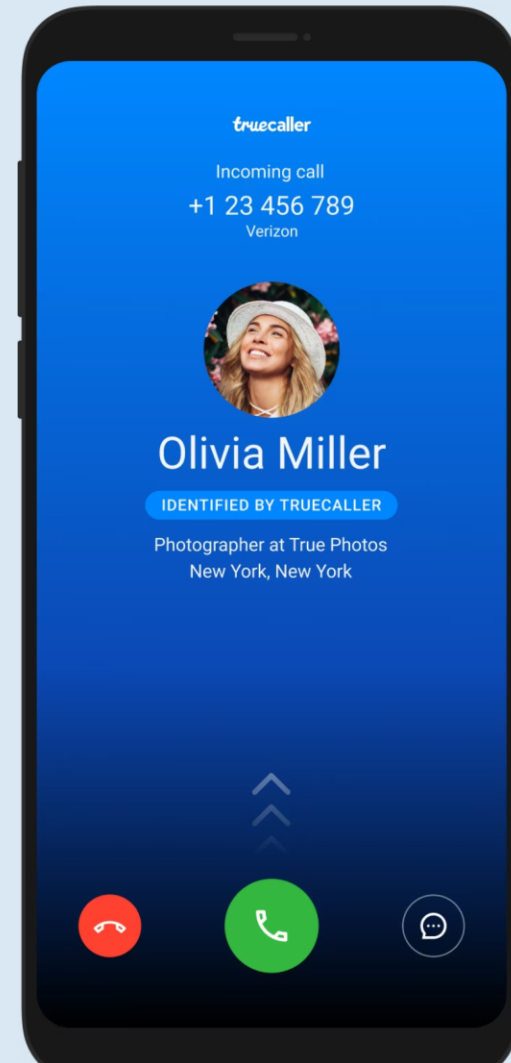 truecaller
Incoming call
+1 23 456 789
Verizon
Olivia Miller
IDENTIFIED BY TRUECALLER
Photographer at True Photos
New York, New York